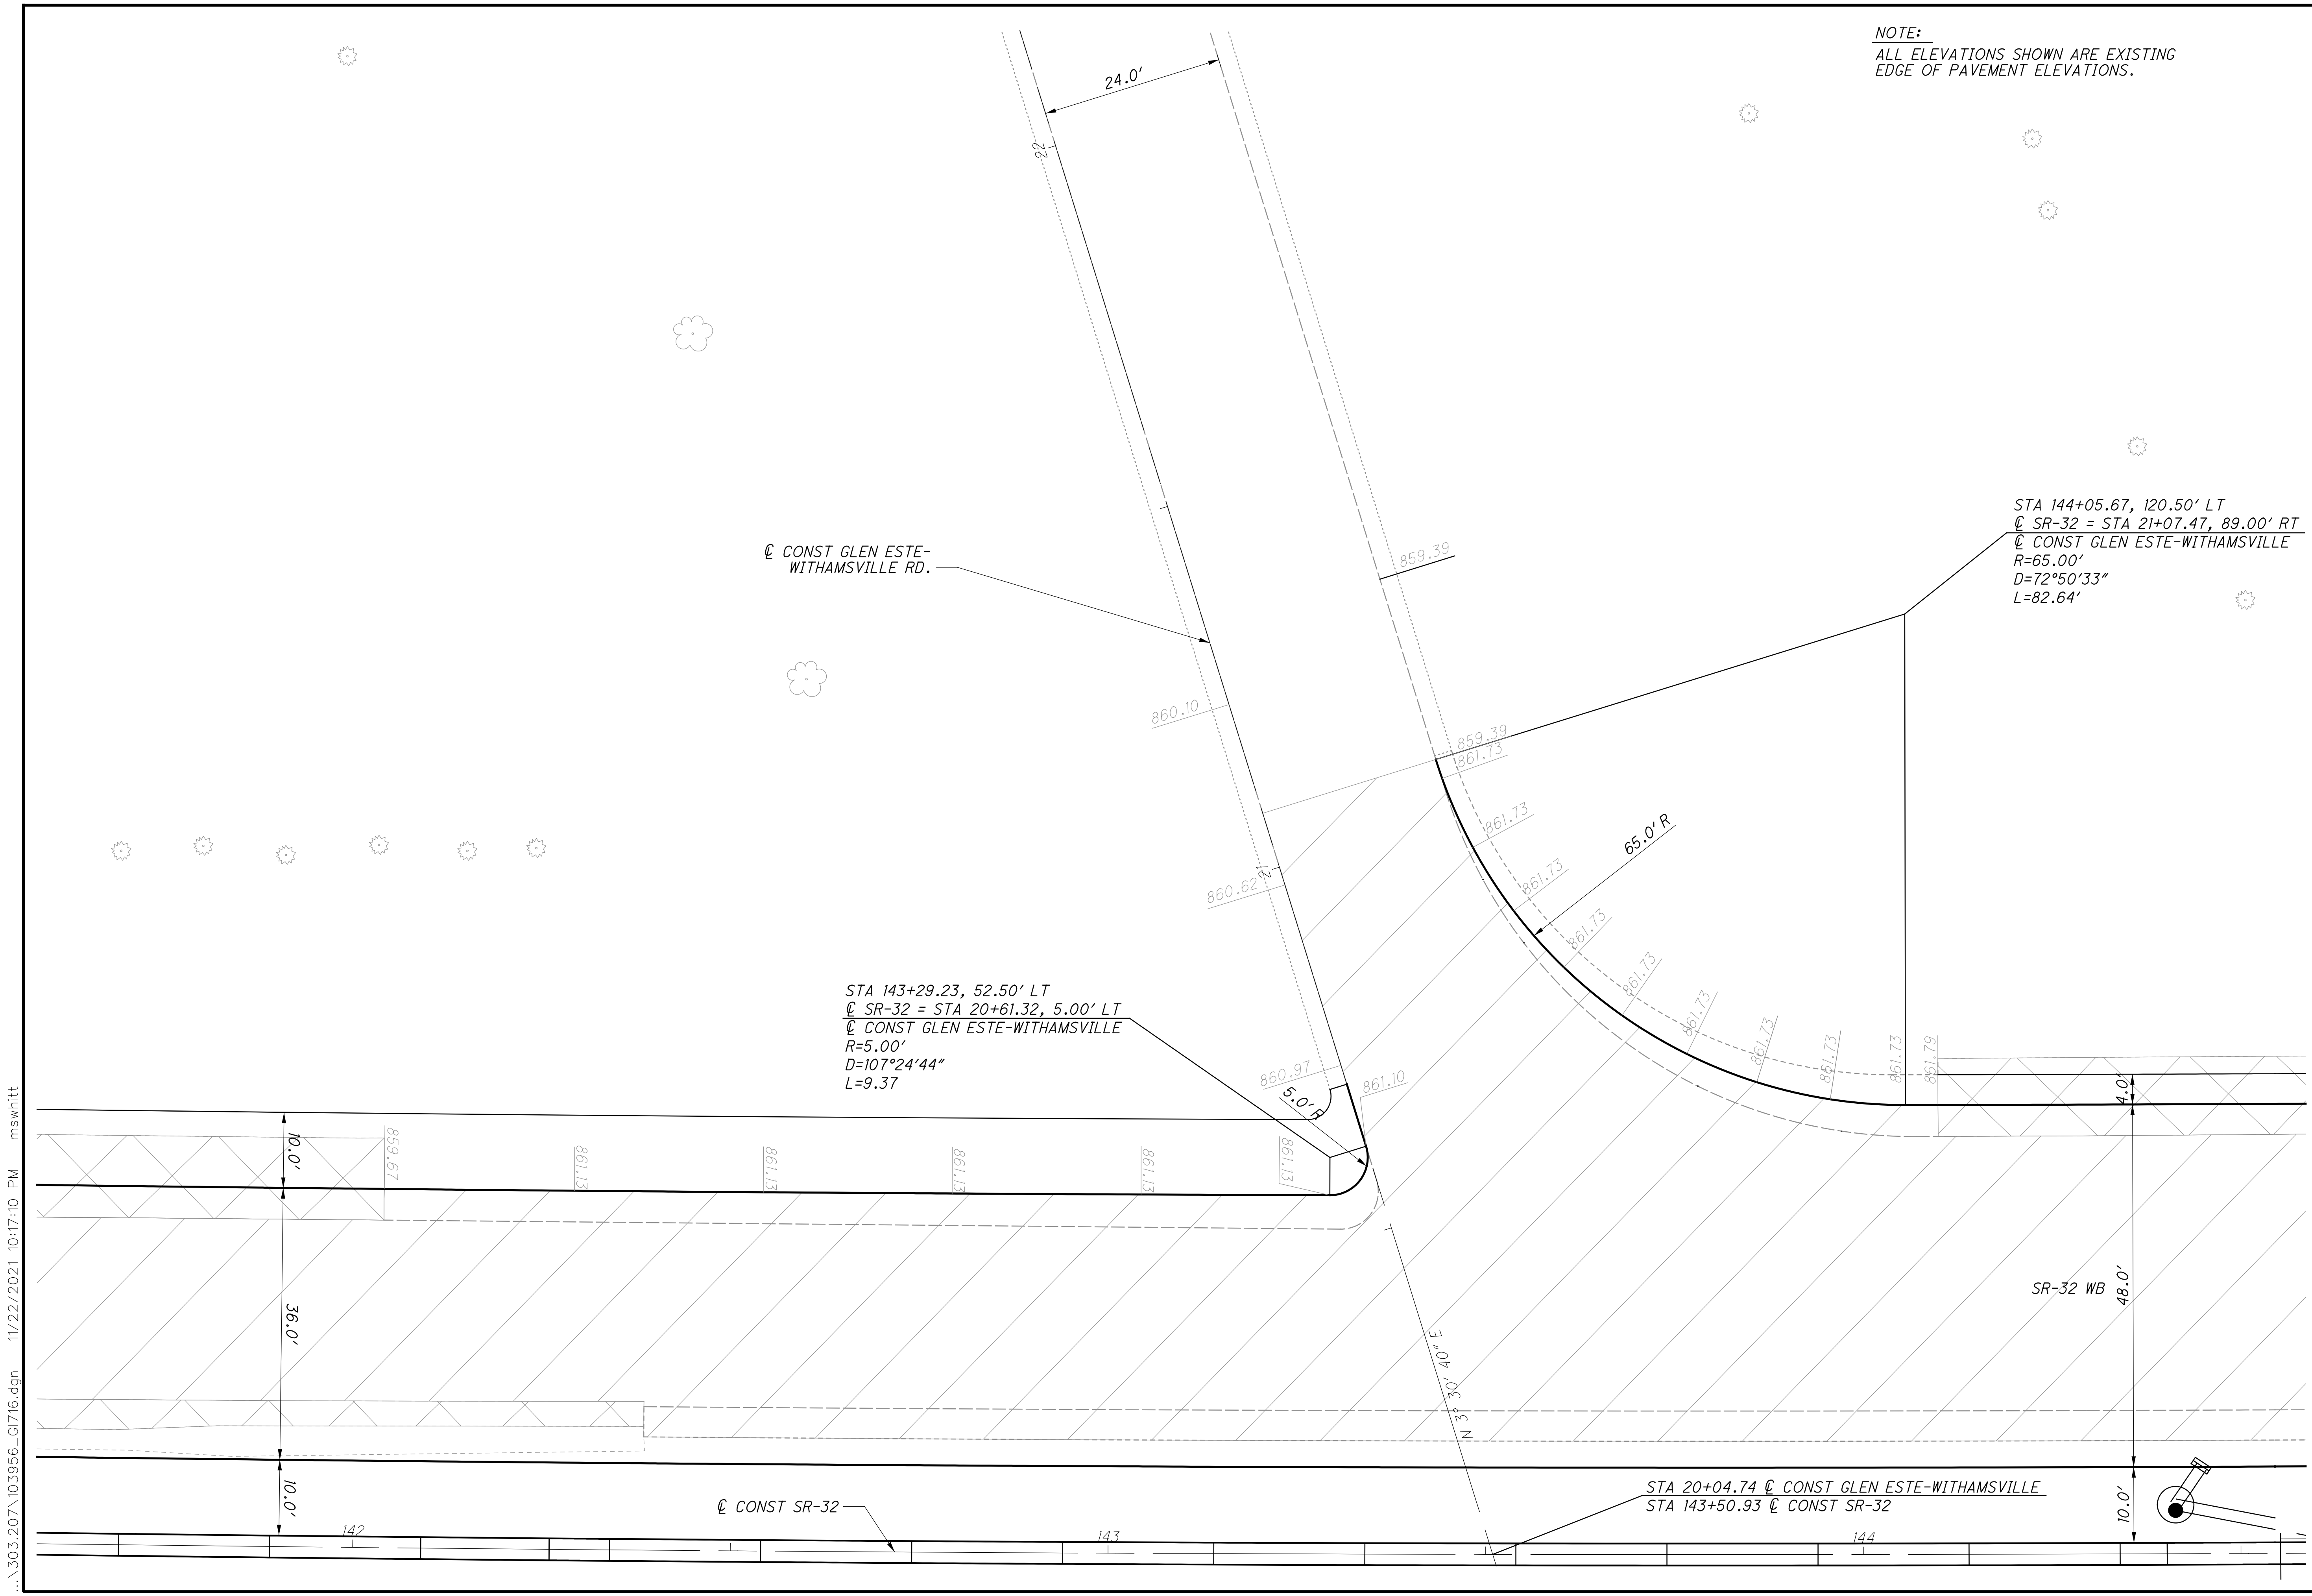 NOTE:
ALL ELEVATIONS SHOWN ARE EXISTING
EDGE OF PAVEMENT ELEVATIONS.
24.0'
22
℄ CONST GLEN ESTE-
WITHAMSVILLE RD.
859.39
STA 144+05.67, 120.50' LT
℄ SR-32 = STA 21+07.47, 89.00' RT
℄ CONST GLEN ESTE-WITHAMSVILLE
R=65.00'
D=72°50'33"
L=82.64'
860.10
859.39
861.73
861.73
65.0' R
21
860.62
861.73
861.73
861.73
861.73
861.73
861.73
861.73
861.79
STA 143+29.23, 52.50' LT
℄ SR-32 = STA 20+61.32, 5.00' LT
℄ CONST GLEN ESTE-WITHAMSVILLE
R=5.00'
D=107°24'44"
L=9.37
860.97
861.10
5.0' R
4.0'
10.0'
859.67
861.13
861.13
861.13
861.13
861.13
36.0'
SR-32 WB
48.0'
N 3° 30' 40" E
10.0'
℄ CONST SR-32
STA 20+04.74 ℄ CONST GLEN ESTE-WITHAMSVILLE
STA 143+50.93 ℄ CONST SR-32
10.0'
142
143
144
...\303.207\103956_GI716.dgn 11/22/2021 10:17:10 PM mswhitt